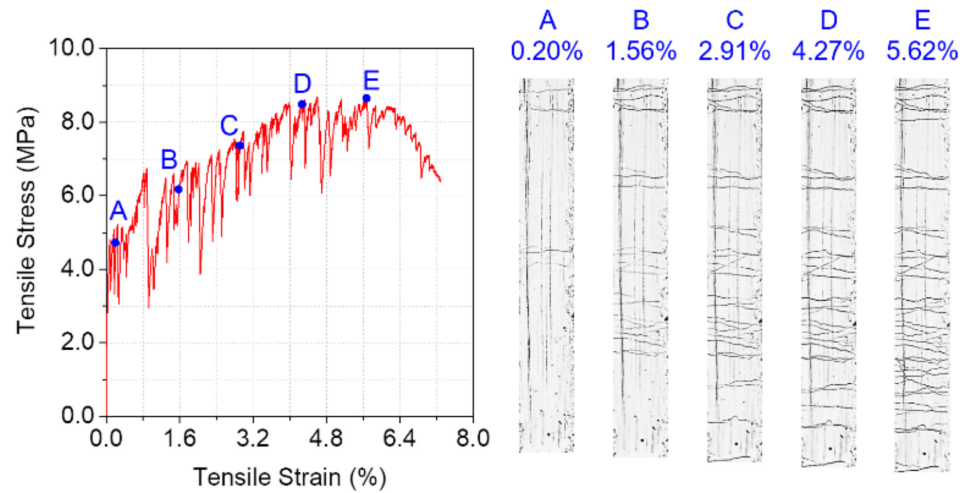 A B C D E
0.20% 1.56% 2.91% 4.27% 5.62%
10.0
8.0
6.0
4.0
2.0
0.0
0.0 1.6 3.2 4.8 6.4 8.0
Tensile Stress (MPa)
Tensile Strain (%)
A
B
C
D
E